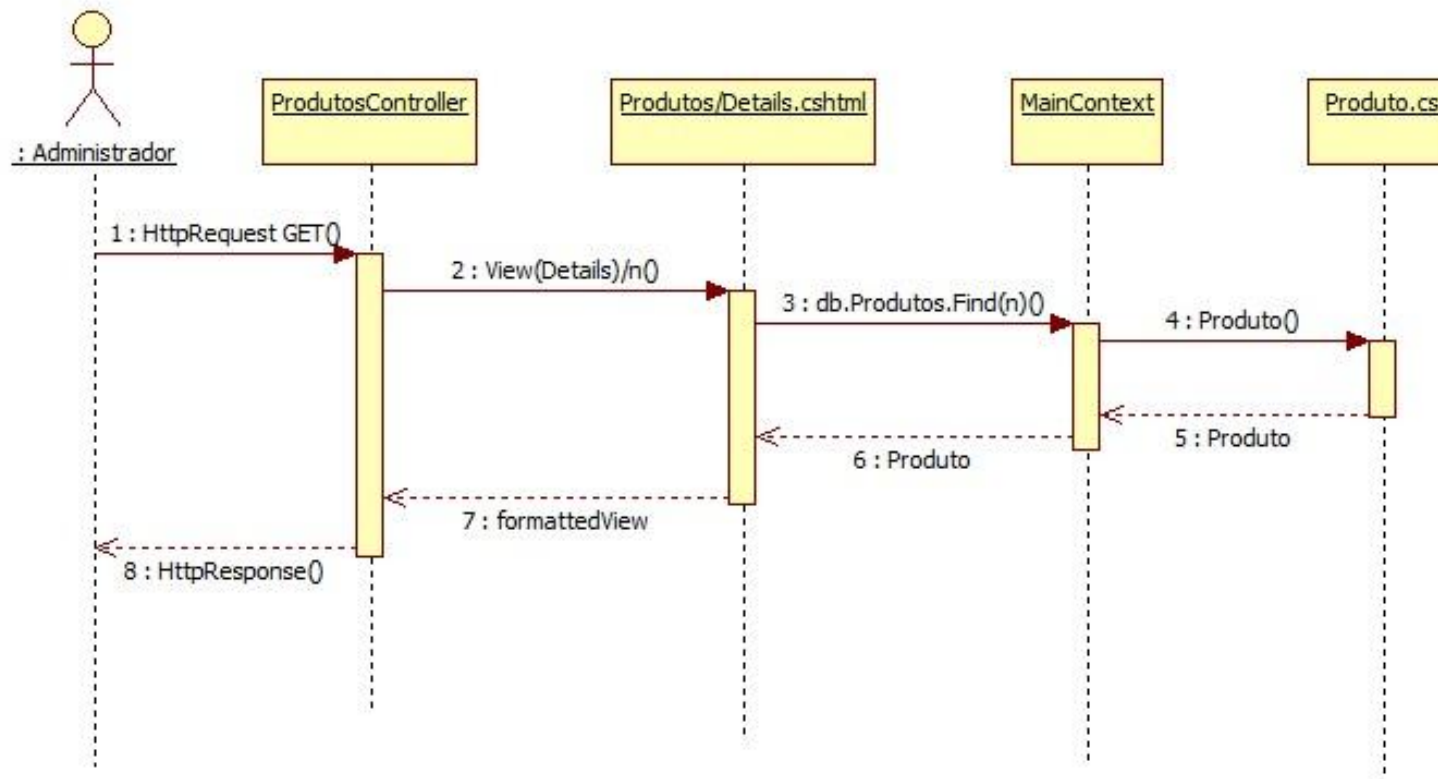 : Administrador
ProdutosController
Produtos/Details.cshtml
MainContext
Produto.cs
1 : HttpRequest GET()
2 : View(Details)/n()
3 : db.Produtos.Find(n)()
4 : Produto()
5 : Produto
6 : Produto
7 : formattedView
8 : HttpResponse()